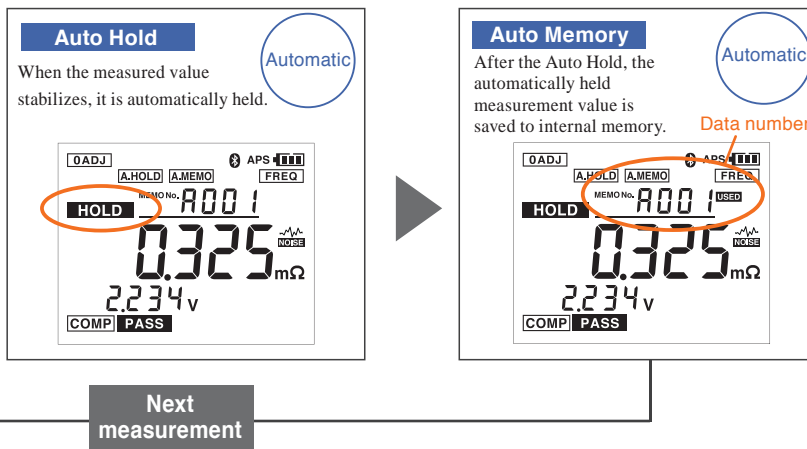 Auto Hold
Automatic
When the measured value
stabilizes, it is automatically held.
0ADJ
APS
A.HOLD A.MEMO FREQ
MEMO No. A001
HOLD
0.325 mΩ
NOISE
2.234 V
COMP PASS
Auto Memory
Automatic
After the Auto Hold, the
automatically held
measurement value is
saved to internal memory.
Data number
0ADJ
APS
A.HOLD A.MEMO FREQ
MEMO No. A001 USED
HOLD
0.325 mΩ
NOISE
2.234 V
COMP PASS
Next
measurement